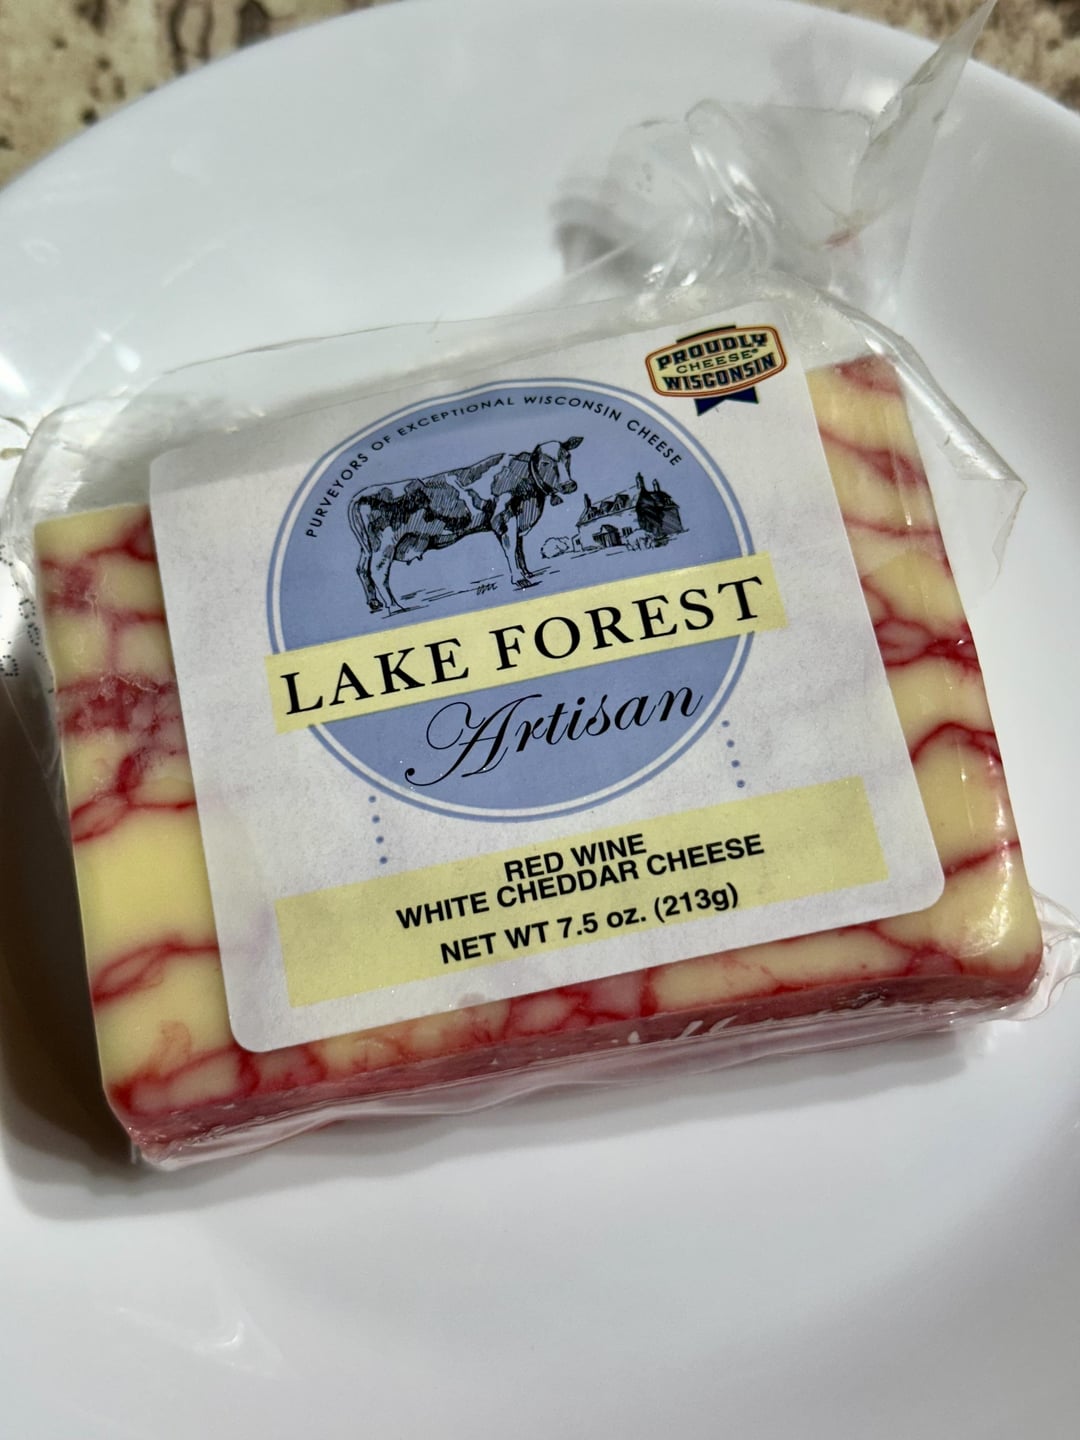 PROUDLY
CHEESE®
WISCONSIN
PURVEYORS OF EXCEPTIONAL WISCONSIN CHEESE
LAKE FOREST
Artisan
RED WINE
WHITE CHEDDAR CHEESE
NET WT 7.5 oz. (213g)